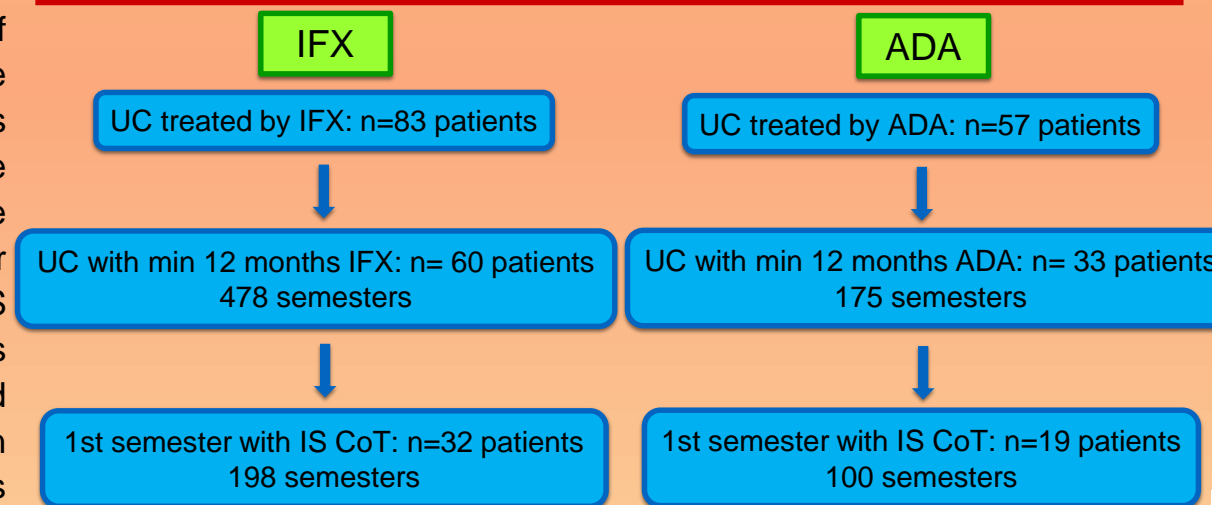 IFX
UC treated by IFX: n=83 patients
UC with min 12 months IFX: n= 60 patients
478 semesters
1st semester with IS CoT: n=32 patients
198 semesters
ADA
UC treated by ADA: n=57 patients
UC with min 12 months ADA: n= 33 patients
175 semesters
1st semester with IS CoT: n=19 patients
100 semesters